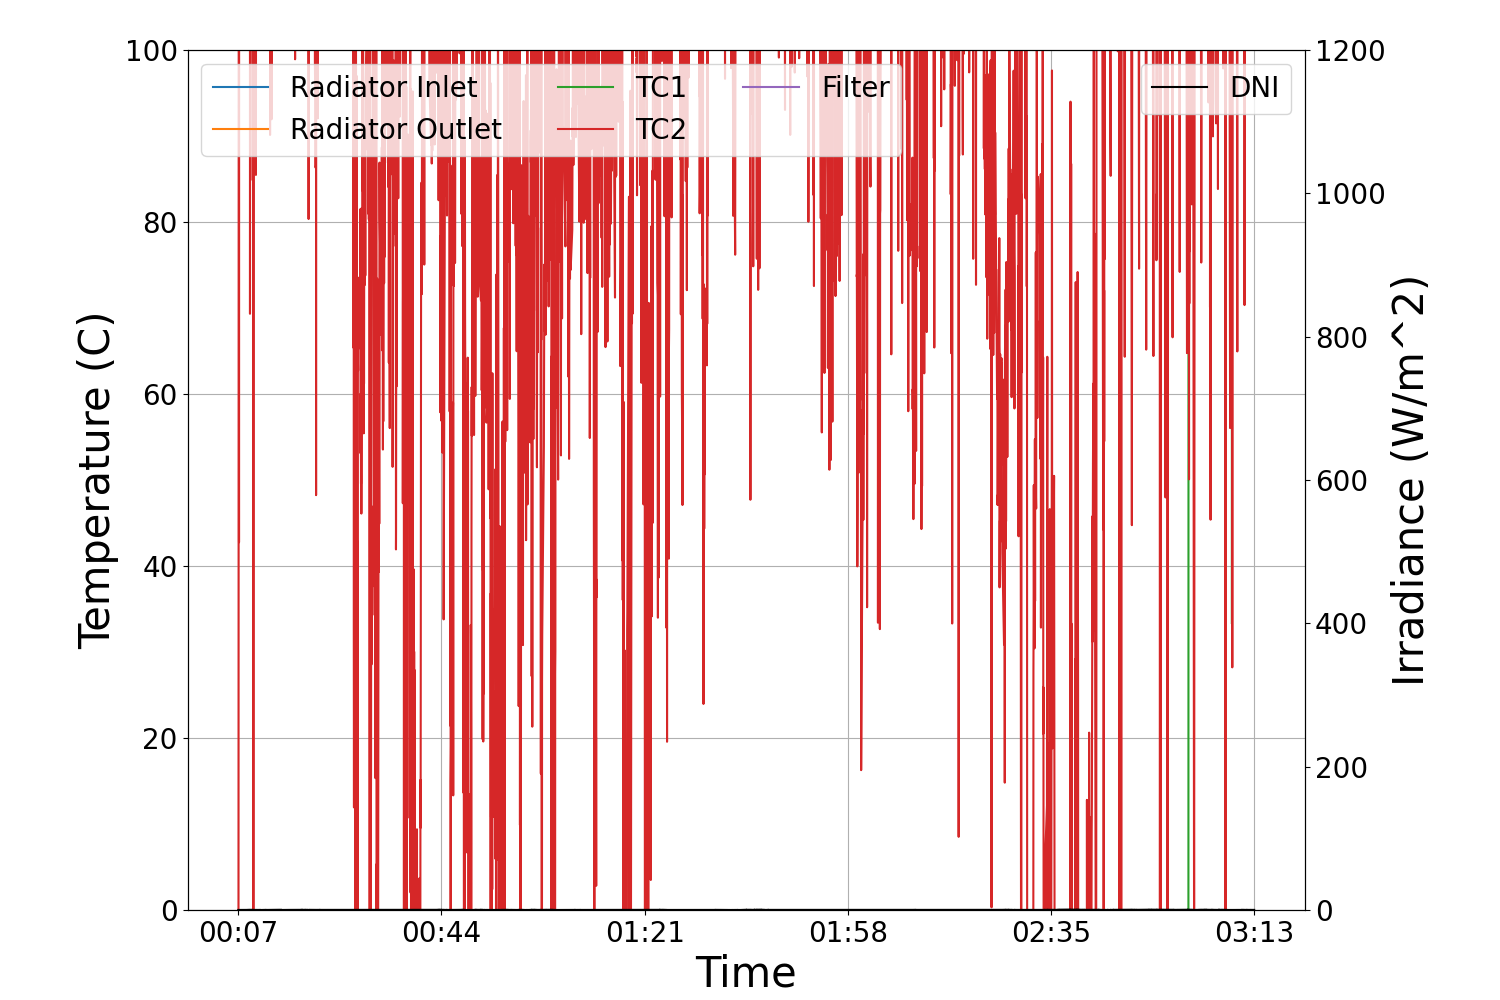 100
80
60
40
20
0
Temperature (C)
Radiator Inlet
Radiator Outlet
TC1
TC2
Filter
DNI
1200
1000
800
600
400
200
0
Irradiance (W/m^2)
00:07 00:44 01:21 01:58 02:35 03:13
Time